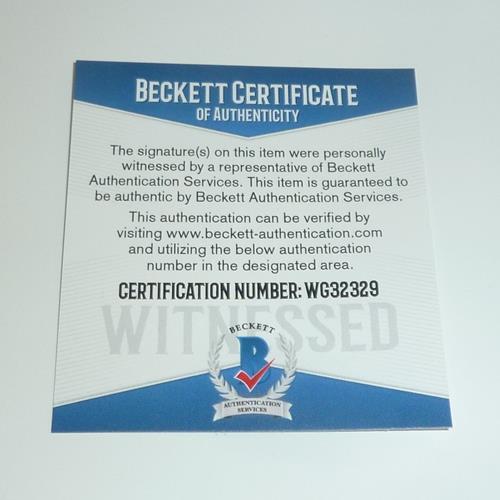 BECKETT CERTIFICATE
OF AUTHENTICITY
The signature(s) on this item were personally
witnessed by a representative of Beckett
Authentication Services. This item is guaranteed to
be authentic by Beckett Authentication Services.
This authentication can be verified by
visiting www.beckett-authentication.com
and utilizing the below authentication
number in the designated area.
CERTIFICATION NUMBER: WG32329
WITNESSED
BECKETT
B
AUTHENTICATION
SERVICES